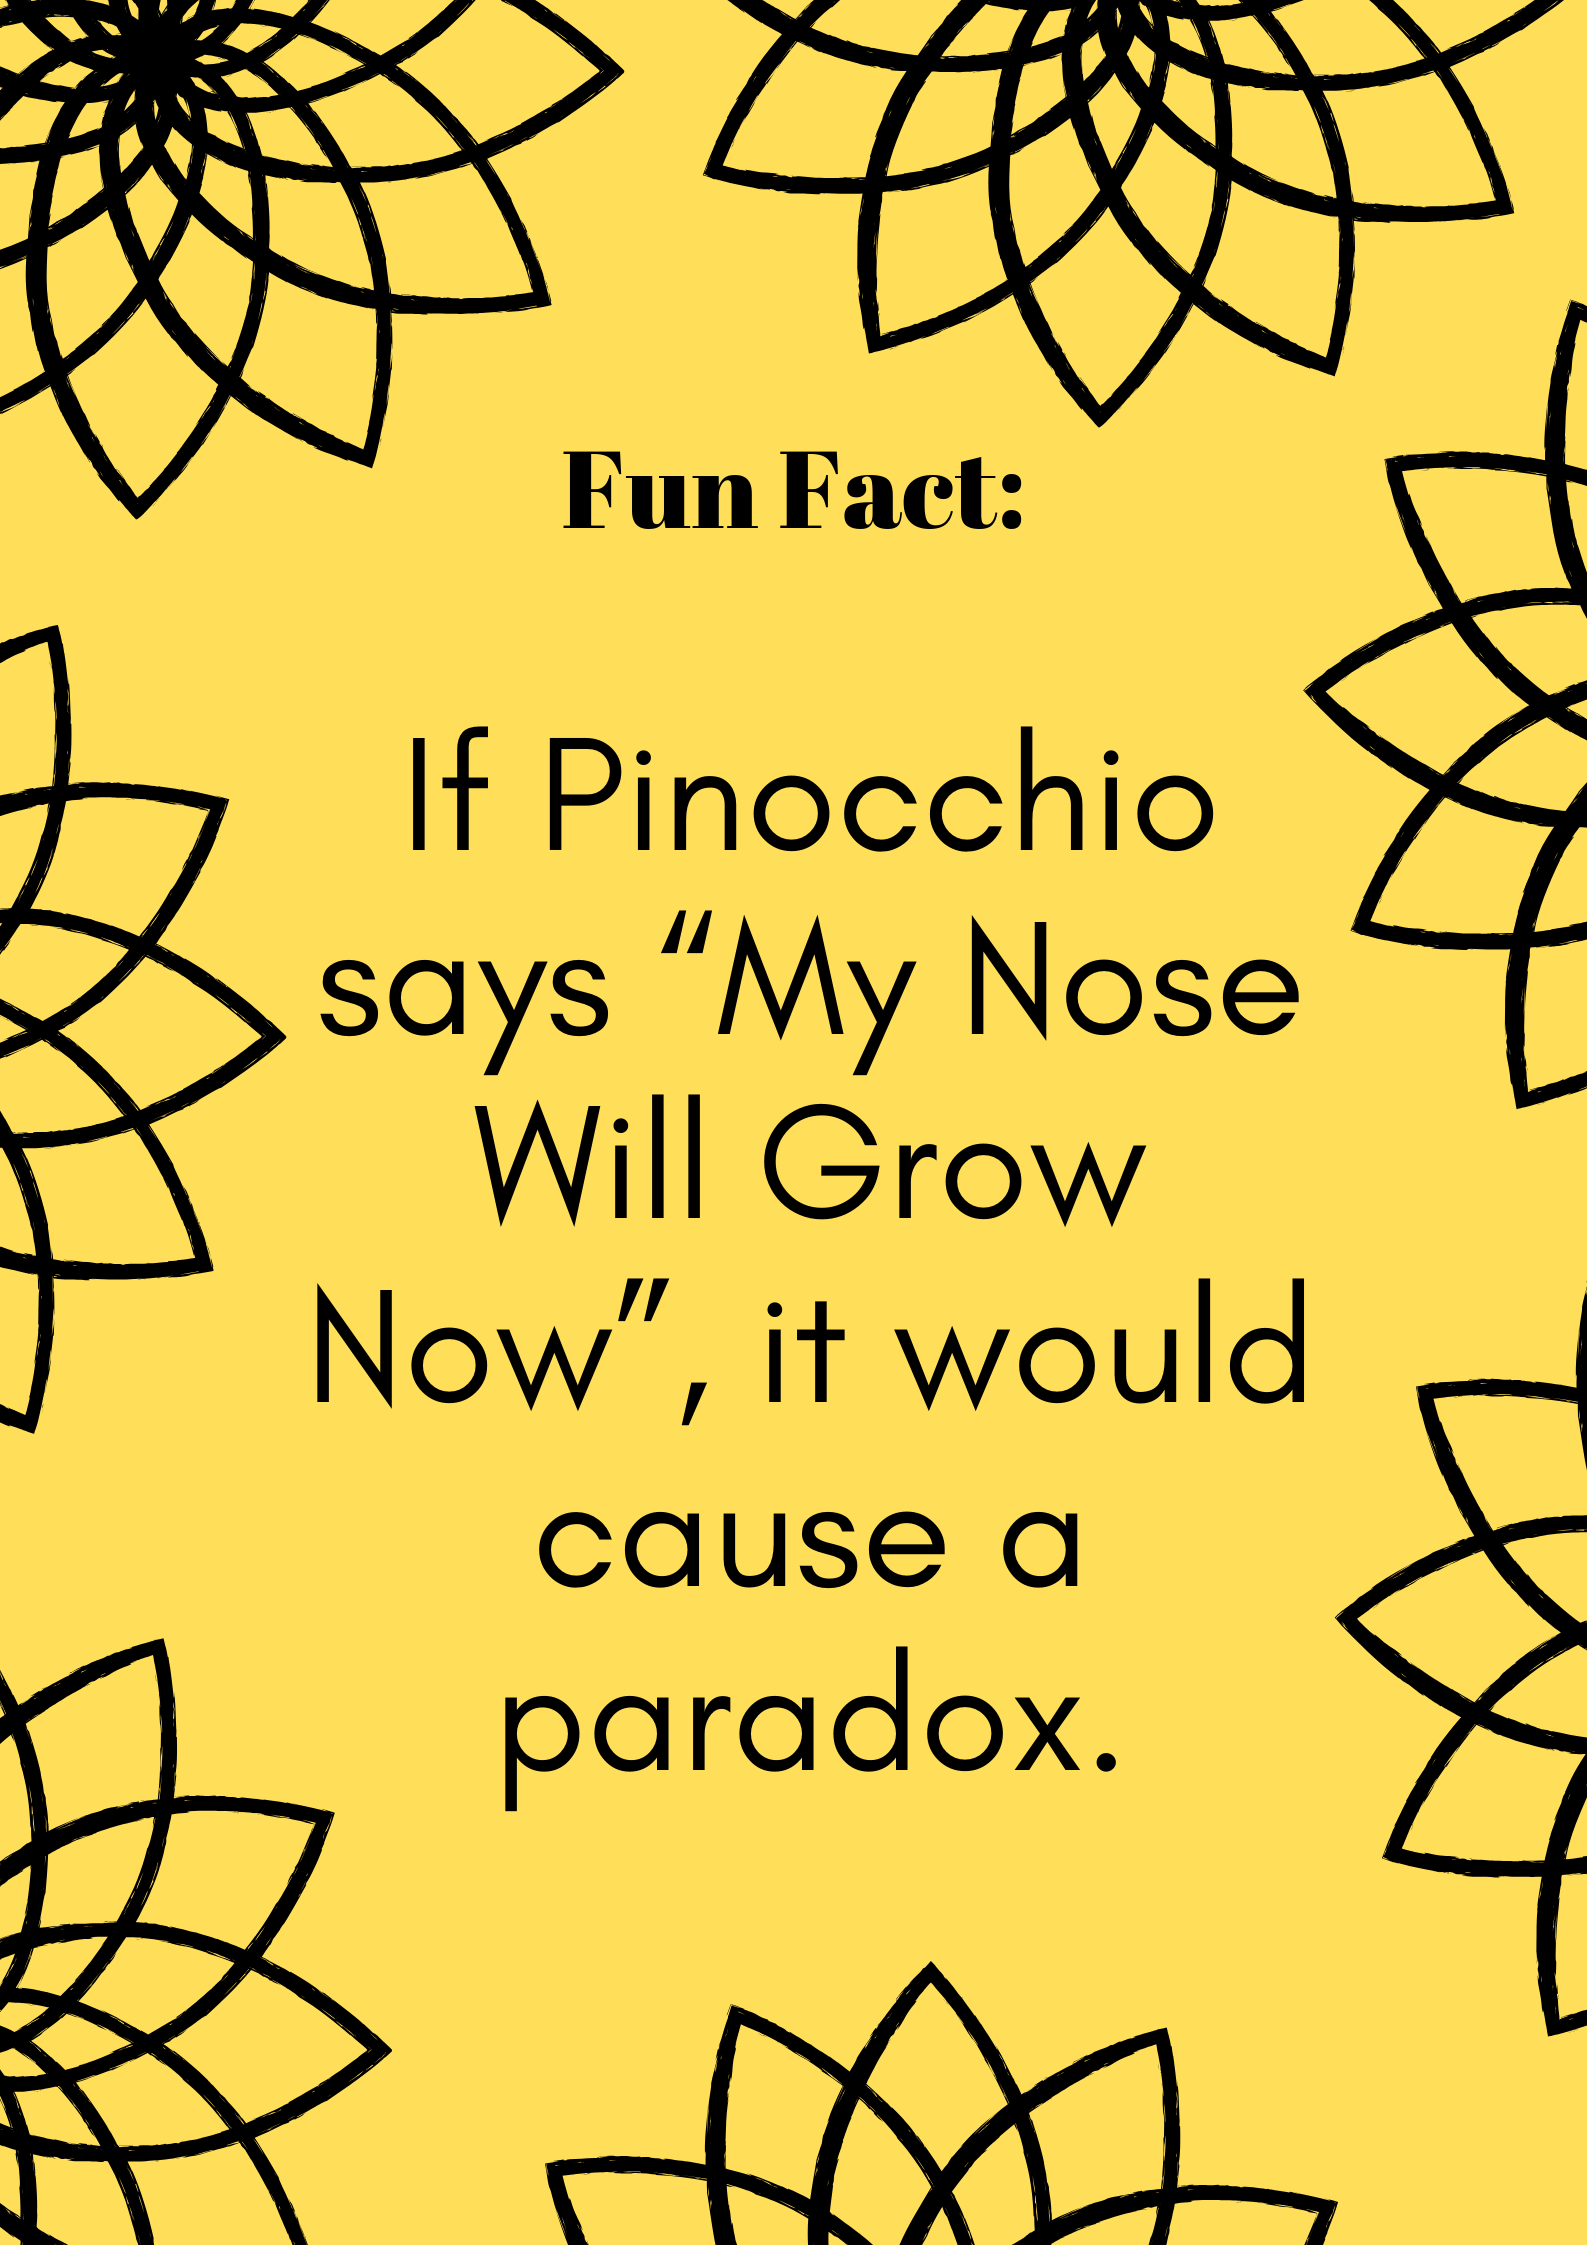 Fun Fact:
If Pinocchio
says “My Nose
Will Grow
Now”, it would
cause a
paradox.